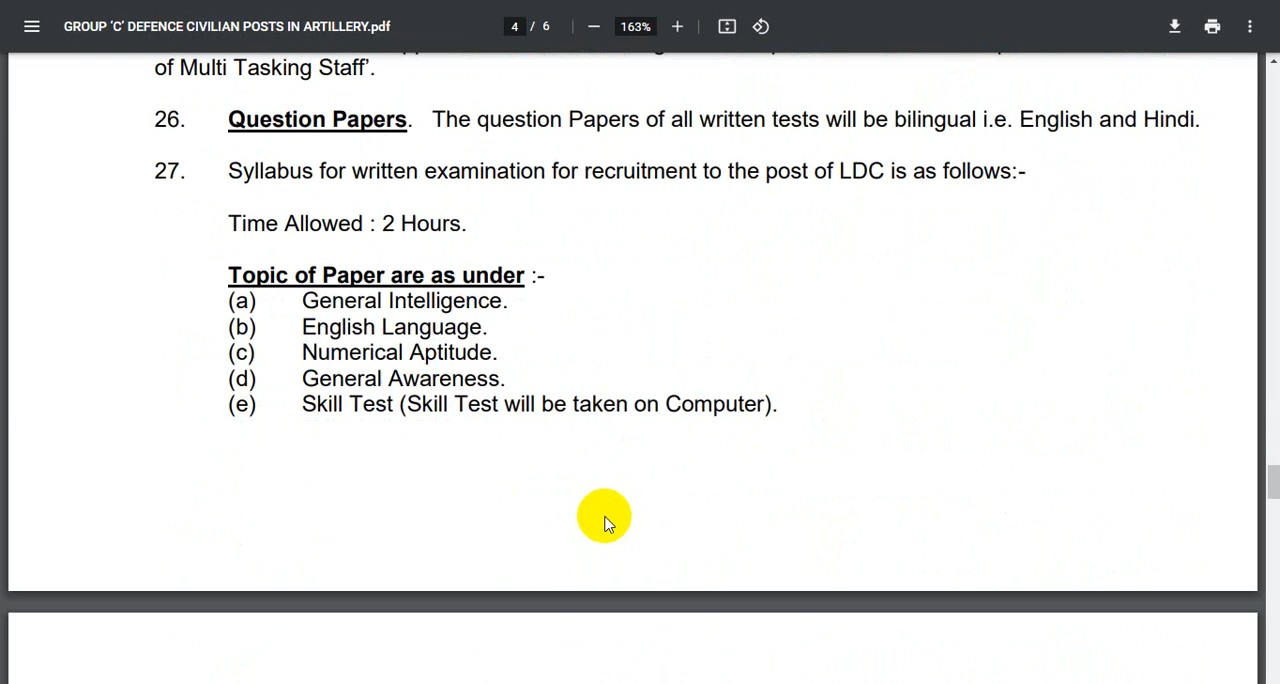 GROUP ‘C’ DEFENCE CIVILIAN POSTS IN ARTILLERY.pdf 4 / 6 163%
of Multi Tasking Staff’.
26. Question Papers. The question Papers of all written tests will be bilingual i.e. English and Hindi.
27. Syllabus for written examination for recruitment to the post of LDC is as follows:-
Time Allowed : 2 Hours.
Topic of Paper are as under :-
(a) General Intelligence.
(b) English Language.
(c) Numerical Aptitude.
(d) General Awareness.
(e) Skill Test (Skill Test will be taken on Computer).